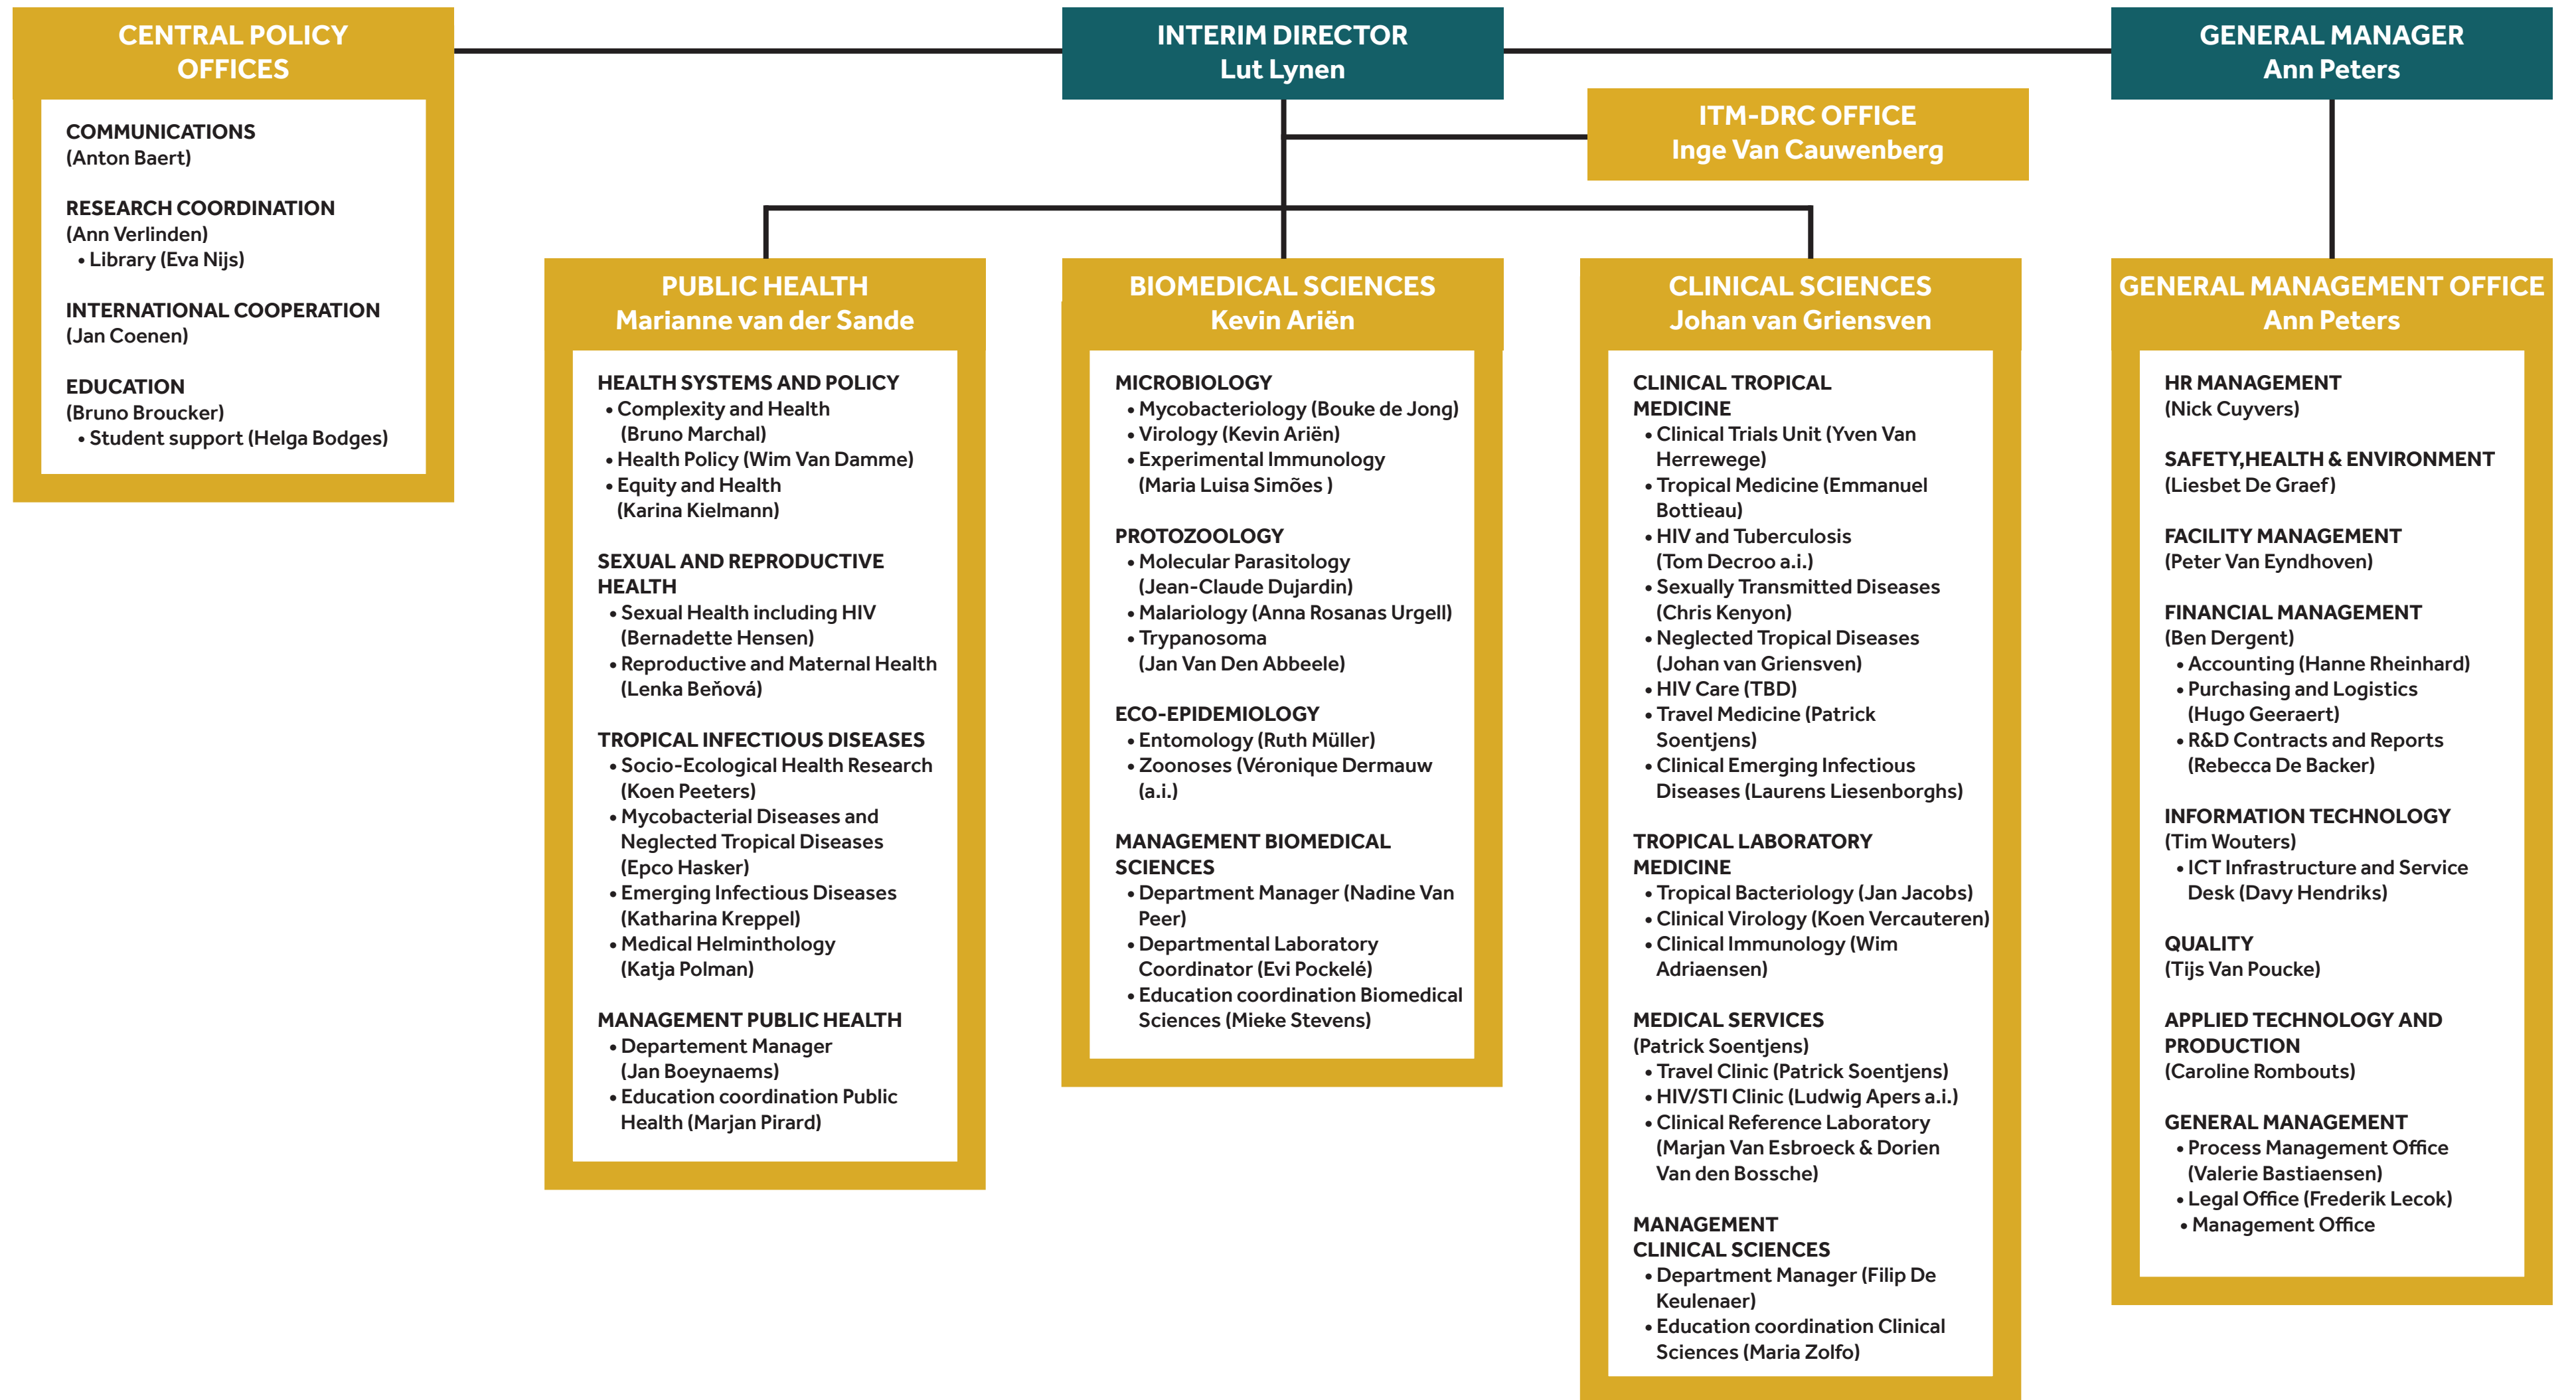 CENTRAL POLICY
OFFICES
COMMUNICATIONS
(Anton Baert)
RESEARCH COORDINATION
(Ann Verlinden)
• Library (Eva Nijs)
INTERNATIONAL COOPERATION
(Jan Coenen)
EDUCATION
(Bruno Broucker)
• Student support (Helga Bodges)
INTERIM DIRECTOR
Lut Lynen
GENERAL MANAGER
Ann Peters
ITM-DRC OFFICE
Inge Van Cauwenberg
PUBLIC HEALTH
Marianne van der Sande
HEALTH SYSTEMS AND POLICY
• Complexity and Health
(Bruno Marchal)
• Health Policy (Wim Van Damme)
• Equity and Health
(Karina Kielmann)
SEXUAL AND REPRODUCTIVE
HEALTH
• Sexual Health including HIV
(Bernadette Hensen)
• Reproductive and Maternal Health
(Lenka Beňová)
TROPICAL INFECTIOUS DISEASES
• Socio-Ecological Health Research
(Koen Peeters)
• Mycobacterial Diseases and
Neglected Tropical Diseases
(Epco Hasker)
• Emerging Infectious Diseases
(Katharina Kreppel)
• Medical Helminthology
(Katja Polman)
MANAGEMENT PUBLIC HEALTH
• Departement Manager
(Jan Boeynaems)
• Education coordination Public
Health (Marjan Pirard)
BIOMEDICAL SCIENCES
Kevin Ariën
MICROBIOLOGY
• Mycobacteriology (Bouke de Jong)
• Virology (Kevin Ariën)
• Experimental Immunology
(Maria Luisa Simões )
PROTOZOOLOGY
• Molecular Parasitology
(Jean-Claude Dujardin)
• Malariology (Anna Rosanas Urgell)
• Trypanosoma
(Jan Van Den Abbeele)
ECO-EPIDEMIOLOGY
• Entomology (Ruth Müller)
• Zoonoses (Véronique Dermauw
(a.i.)
MANAGEMENT BIOMEDICAL
SCIENCES
• Department Manager (Nadine Van
Peer)
• Departmental Laboratory
Coordinator (Evi Pockelé)
• Education coordination Biomedical
Sciences (Mieke Stevens)
CLINICAL SCIENCES
Johan van Griensven
CLINICAL TROPICAL
MEDICINE
• Clinical Trials Unit (Yven Van
Herrewege)
• Tropical Medicine (Emmanuel
Bottieau)
• HIV and Tuberculosis
(Tom Decroo a.i.)
• Sexually Transmitted Diseases
(Chris Kenyon)
• Neglected Tropical Diseases
(Johan van Griensven)
• HIV Care (TBD)
• Travel Medicine (Patrick
Soentjens)
• Clinical Emerging Infectious
Diseases (Laurens Liesenborghs)
TROPICAL LABORATORY
MEDICINE
• Tropical Bacteriology (Jan Jacobs)
• Clinical Virology (Koen Vercauteren)
• Clinical Immunology (Wim
Adriaensen)
MEDICAL SERVICES
(Patrick Soentjens)
• Travel Clinic (Patrick Soentjens)
• HIV/STI Clinic (Ludwig Apers a.i.)
• Clinical Reference Laboratory
(Marjan Van Esbroeck & Dorien
Van den Bossche)
MANAGEMENT
CLINICAL SCIENCES
• Department Manager (Filip De
Keulenaer)
• Education coordination Clinical
Sciences (Maria Zolfo)
GENERAL MANAGEMENT OFFICE
Ann Peters
HR MANAGEMENT
(Nick Cuyvers)
SAFETY,HEALTH & ENVIRONMENT
(Liesbet De Graef)
FACILITY MANAGEMENT
(Peter Van Eyndhoven)
FINANCIAL MANAGEMENT
(Ben Dergent)
• Accounting (Hanne Rheinhard)
• Purchasing and Logistics
(Hugo Geeraert)
• R&D Contracts and Reports
(Rebecca De Backer)
INFORMATION TECHNOLOGY
(Tim Wouters)
• ICT Infrastructure and Service
Desk (Davy Hendriks)
QUALITY
(Tijs Van Poucke)
APPLIED TECHNOLOGY AND
PRODUCTION
(Caroline Rombouts)
GENERAL MANAGEMENT
• Process Management Office
(Valerie Bastiaensen)
• Legal Office (Frederik Lecok)
• Management Office